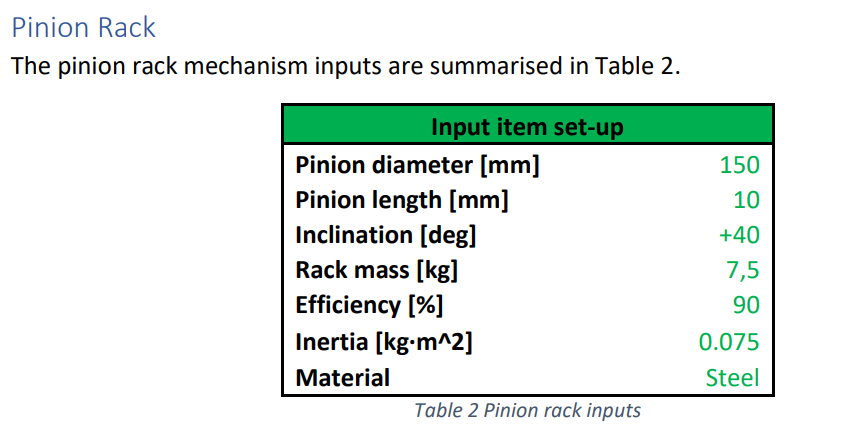 Pinion Rack
The pinion rack mechanism inputs are summarised in Table 2.
Input item set-up
Pinion diameter [mm] 150
Pinion length [mm] 10
Inclination [deg] +40
Rack mass [kg] 7,5
Efficiency [%] 90
Inertia [kg·m^2] 0.075
Material Steel
Table 2 Pinion rack inputs